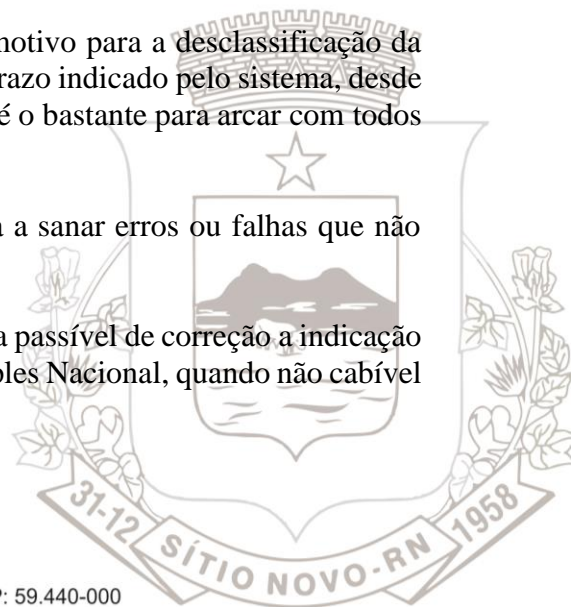 notivo para a desclassificação da
razo indicado pelo sistema, desde
é o bastante para arcar com todos
a a sanar erros ou falhas que não
a passível de correção a indicação
ples Nacional, quando não cabível
31-12 SÍTIO NOVO-RN 1958
P: 59.440-000